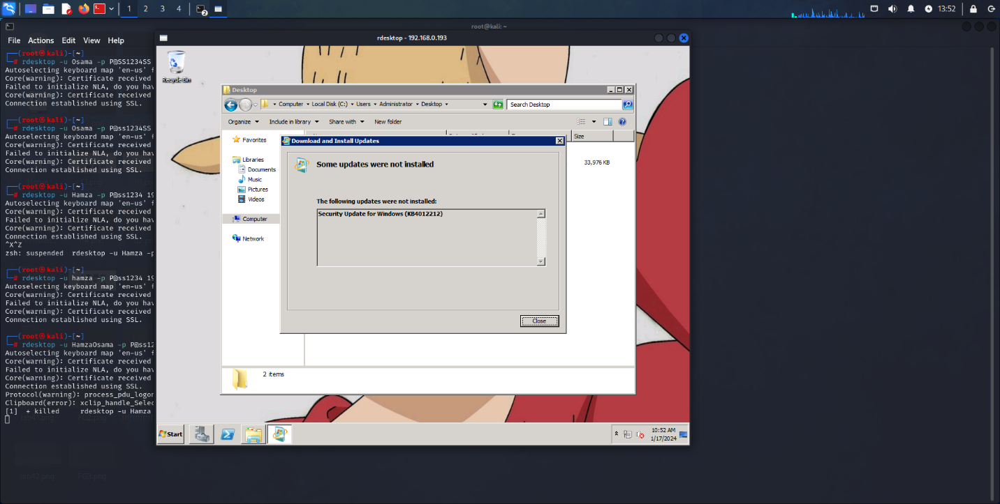 1 2 3 4 2 13:52
root@kali: ~
File Actions Edit View Help
┌──(root㉿kali)-[~]
└─# rdesktop -u Osama -p P@SS1234SS
Autoselecting keyboard map 'en-us' f
Core(warning): Certificate received
Failed to initialize NLA, do you hav
Core(warning): Certificate received
Connection established using SSL.
┌──(root㉿kali)-[~]
└─# rdesktop -u Osama -p P@ss1234SS
Autoselecting keyboard map 'en-us' f
Core(warning): Certificate received
Failed to initialize NLA, do you hav
Core(warning): Certificate received
Connection established using SSL.
┌──(root㉿kali)-[~]
└─# rdesktop -u Hamza -p P@ss1234 19
Autoselecting keyboard map 'en-us' f
Core(warning): Certificate received
Failed to initialize NLA, do you hav
Core(warning): Certificate received
Connection established using SSL.
^X^Z
zsh: suspended  rdesktop -u Hamza -p
┌──(root㉿kali)-[~]
└─# rdesktop -u hamza -p P@ss1234 19
Autoselecting keyboard map 'en-us' f
Core(warning): Certificate received
Failed to initialize NLA, do you hav
Core(warning): Certificate received
Connection established using SSL.
┌──(root㉿kali)-[~]
└─# rdesktop -u HamzaOsama -p P@ss12
Autoselecting keyboard map 'en-us' f
Core(warning): Certificate received
Failed to initialize NLA, do you hav
Core(warning): Certificate received
Connection established using SSL.
Protocol(warning): process_pdu_logon
Clipboard(error): xclip_handle_Selec
[1]  + killed     rdesktop -u Hamza
rdesktop - 192.168.0.193
Recycle Bin
Desktop
Computer Local Disk (C:) Users Administrator Desktop
Search Desktop
Organize Include in library Share with New folder
Size
Favorites
Libraries
Documents
Music
Pictures
Videos
Computer
Network
33,976 KB
Download and Install Updates
Some updates were not installed
The following updates were not installed:
Security Update for Windows (KB4012212)
Close
2 items
Start
10:52 AM
1/17/2024